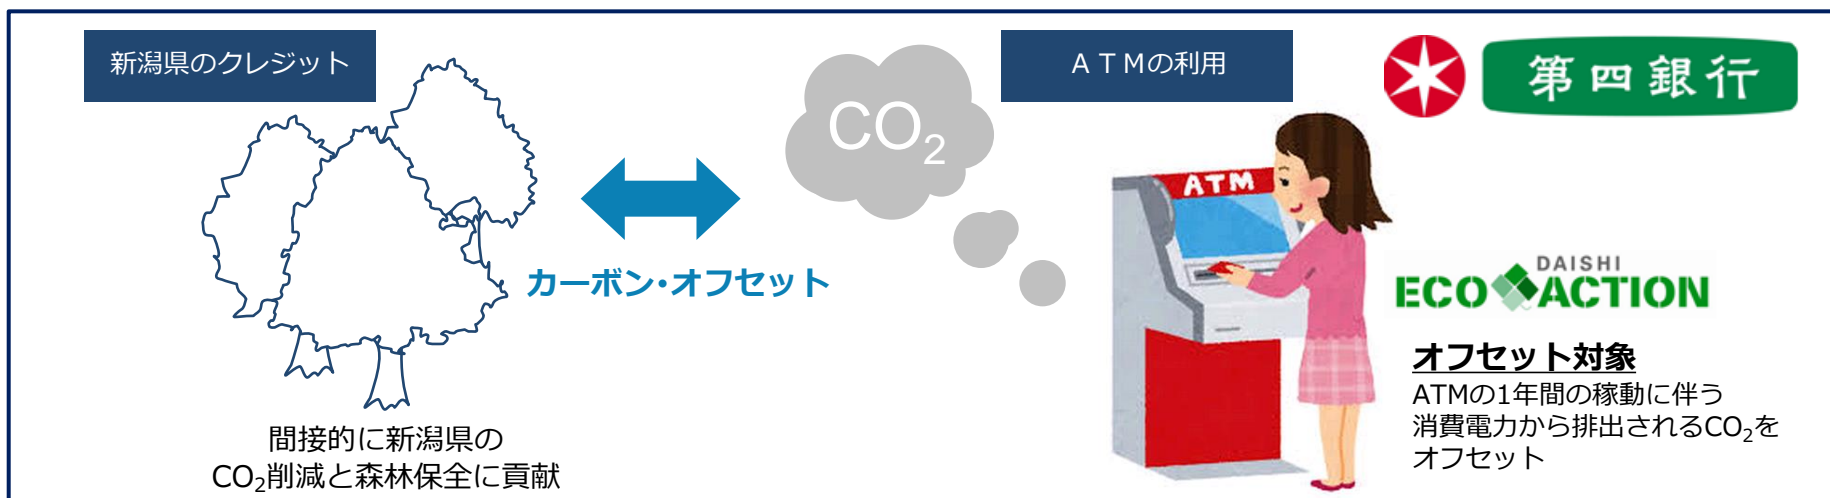 新潟県のクレジット
ＡＴＭの利用
第四銀行
CO₂
ATM
カーボン・オフセット
DAISHI
ECO ACTION
オフセット対象
ATMの1年間の稼動に伴う
消費電力から排出されるCO₂を
オフセット
間接的に新潟県の
CO₂削減と森林保全に貢献